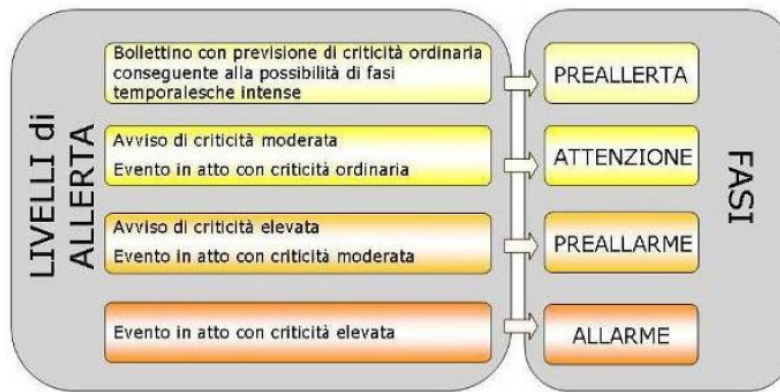 LIVELLI di
ALLERTA
Bollettino con previsione di criticità ordinaria
conseguente alla possibilità di fasi
temporalesche intense
PREALLERTA
Avviso di criticità moderata
Evento in atto con criticità ordinaria
ATTENZIONE
Avviso di criticità elevata
Evento in atto con criticità moderata
PREALLARME
Evento in atto con criticità elevata
ALLARME
FASI